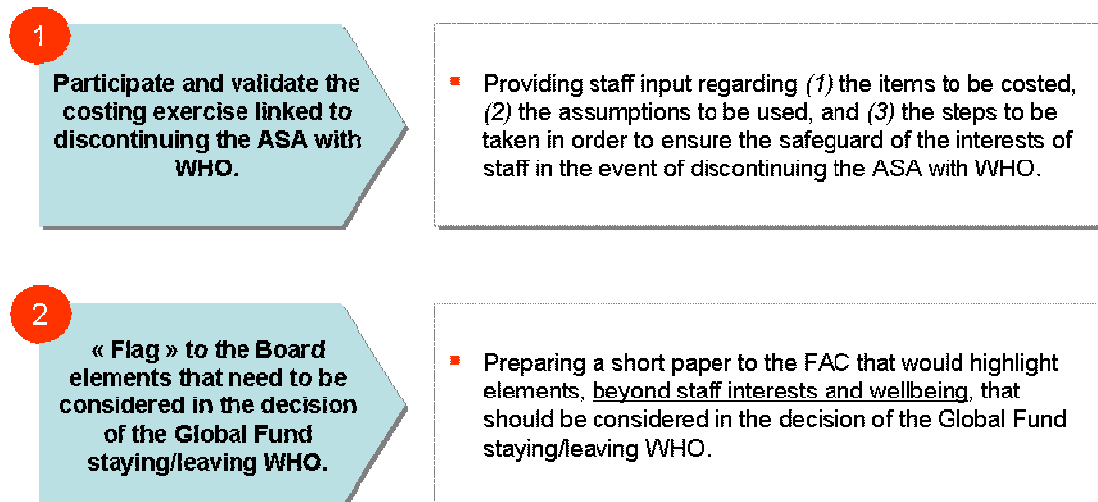 1
Participate and validate the
costing exercise linked to
discontinuing the ASA with
WHO.
Providing staff input regarding (1) the items to be costed,
(2) the assumptions to be used, and (3) the steps to be
taken in order to ensure the safeguard of the interests of
staff in the event of discontinuing the ASA with WHO.
2
« Flag » to the Board
elements that need to be
considered in the decision
of the Global Fund
staying/leaving WHO.
Preparing a short paper to the FAC that would highlight
elements, beyond staff interests and wellbeing, that
should be considered in the decision of the Global Fund
staying/leaving WHO.